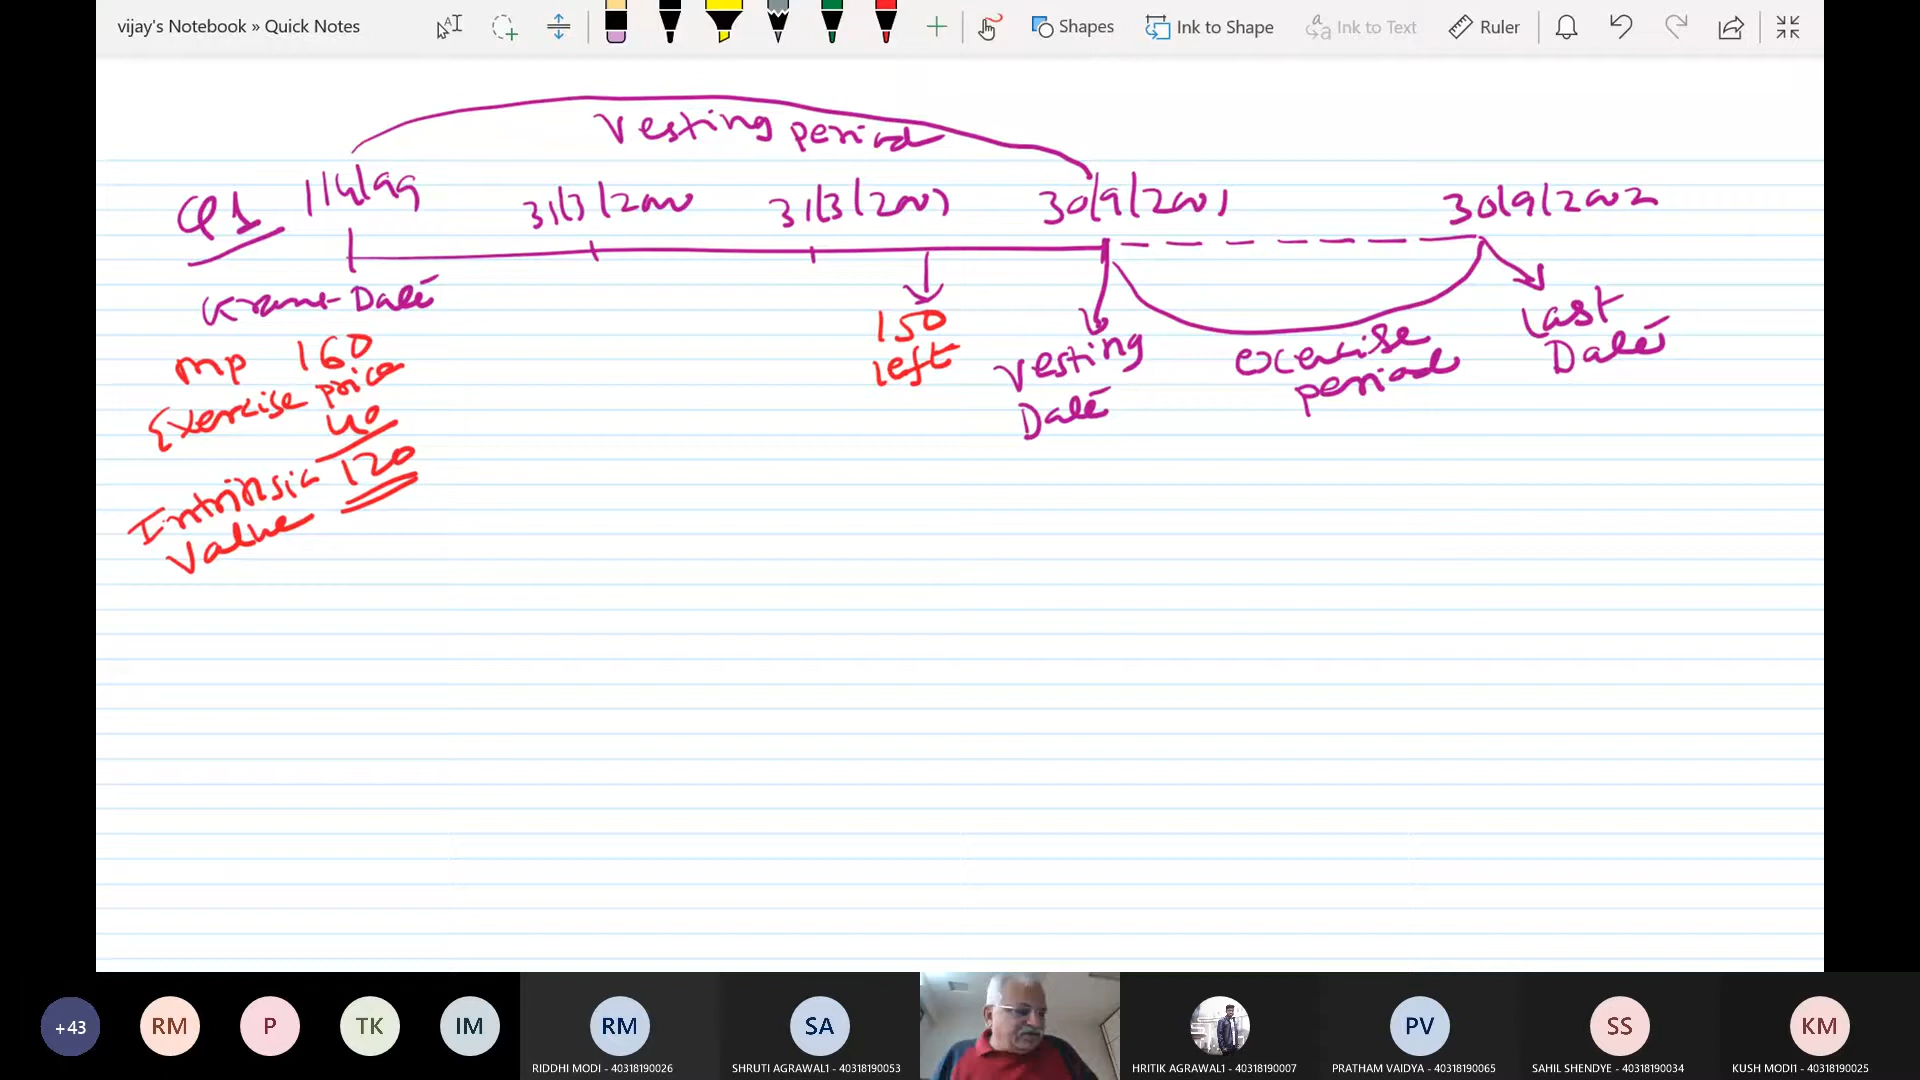 vijay's Notebook » Quick Notes
Shapes
Ink to Shape
Ink to Text
Ruler
Vesting period
Q1 1/4/99 31/3/2000 31/3/2001 30/9/2001 30/9/2002
Grant Date
150
left
Vesting
Date
excercise
period
Last
Date
MP 160
Exercise price
40
Intrinsic 120
Value
+43
RM
P
TK
IM
RM
RIDDHI MODI - 40318190026
SA
SHRUTI AGRAWAL1 - 40318190053
HRITIK AGRAWAL1 - 40318190007
PV
PRATHAM VAIDYA - 40318190065
SS
SAHIL SHENDYE - 40318190034
KM
KUSH MODI1 - 40318190025